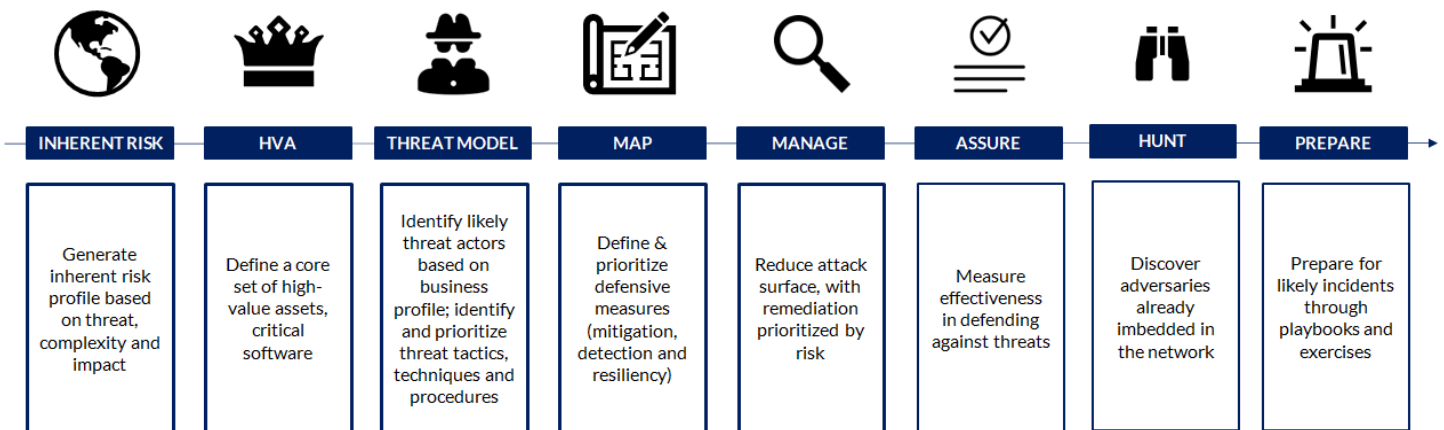 INHERENT RISK
HVA
THREAT MODEL
MAP
MANAGE
ASSURE
HUNT
PREPARE
Generate
inherent risk
profile based
on threat,
complexity and
impact
Define a core
set of high-
value assets,
critical
software
Identify likely
threat actors
based on
business
profile; identify
and prioritize
threat tactics,
techniques and
procedures
Define &
prioritize
defensive
measures
(mitigation,
detection and
resiliency)
Reduce attack
surface, with
remediation
prioritized by
risk
Measure
effectiveness
in defending
against threats
Discover
adversaries
already
imbedded in
the network
Prepare for
likely incidents
through
playbooks and
exercises